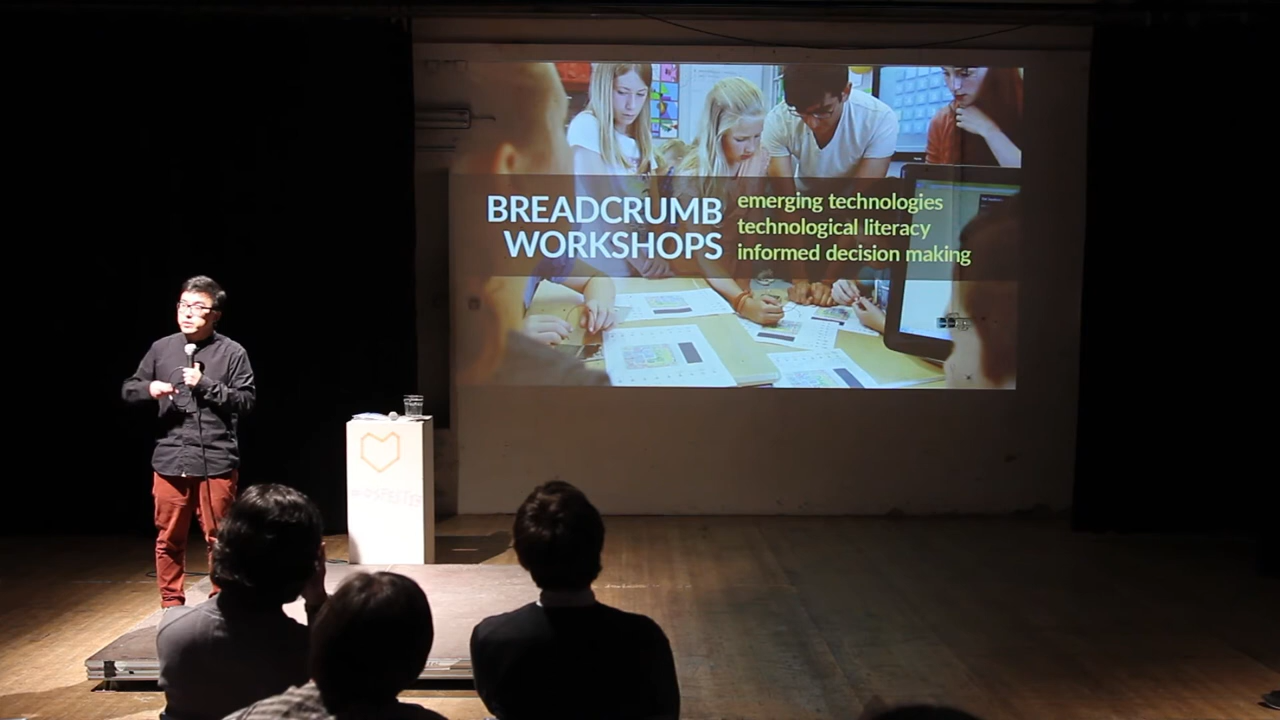 BREADCRUMB
WORKSHOPS
emerging technologies
technological literacy
informed decision making